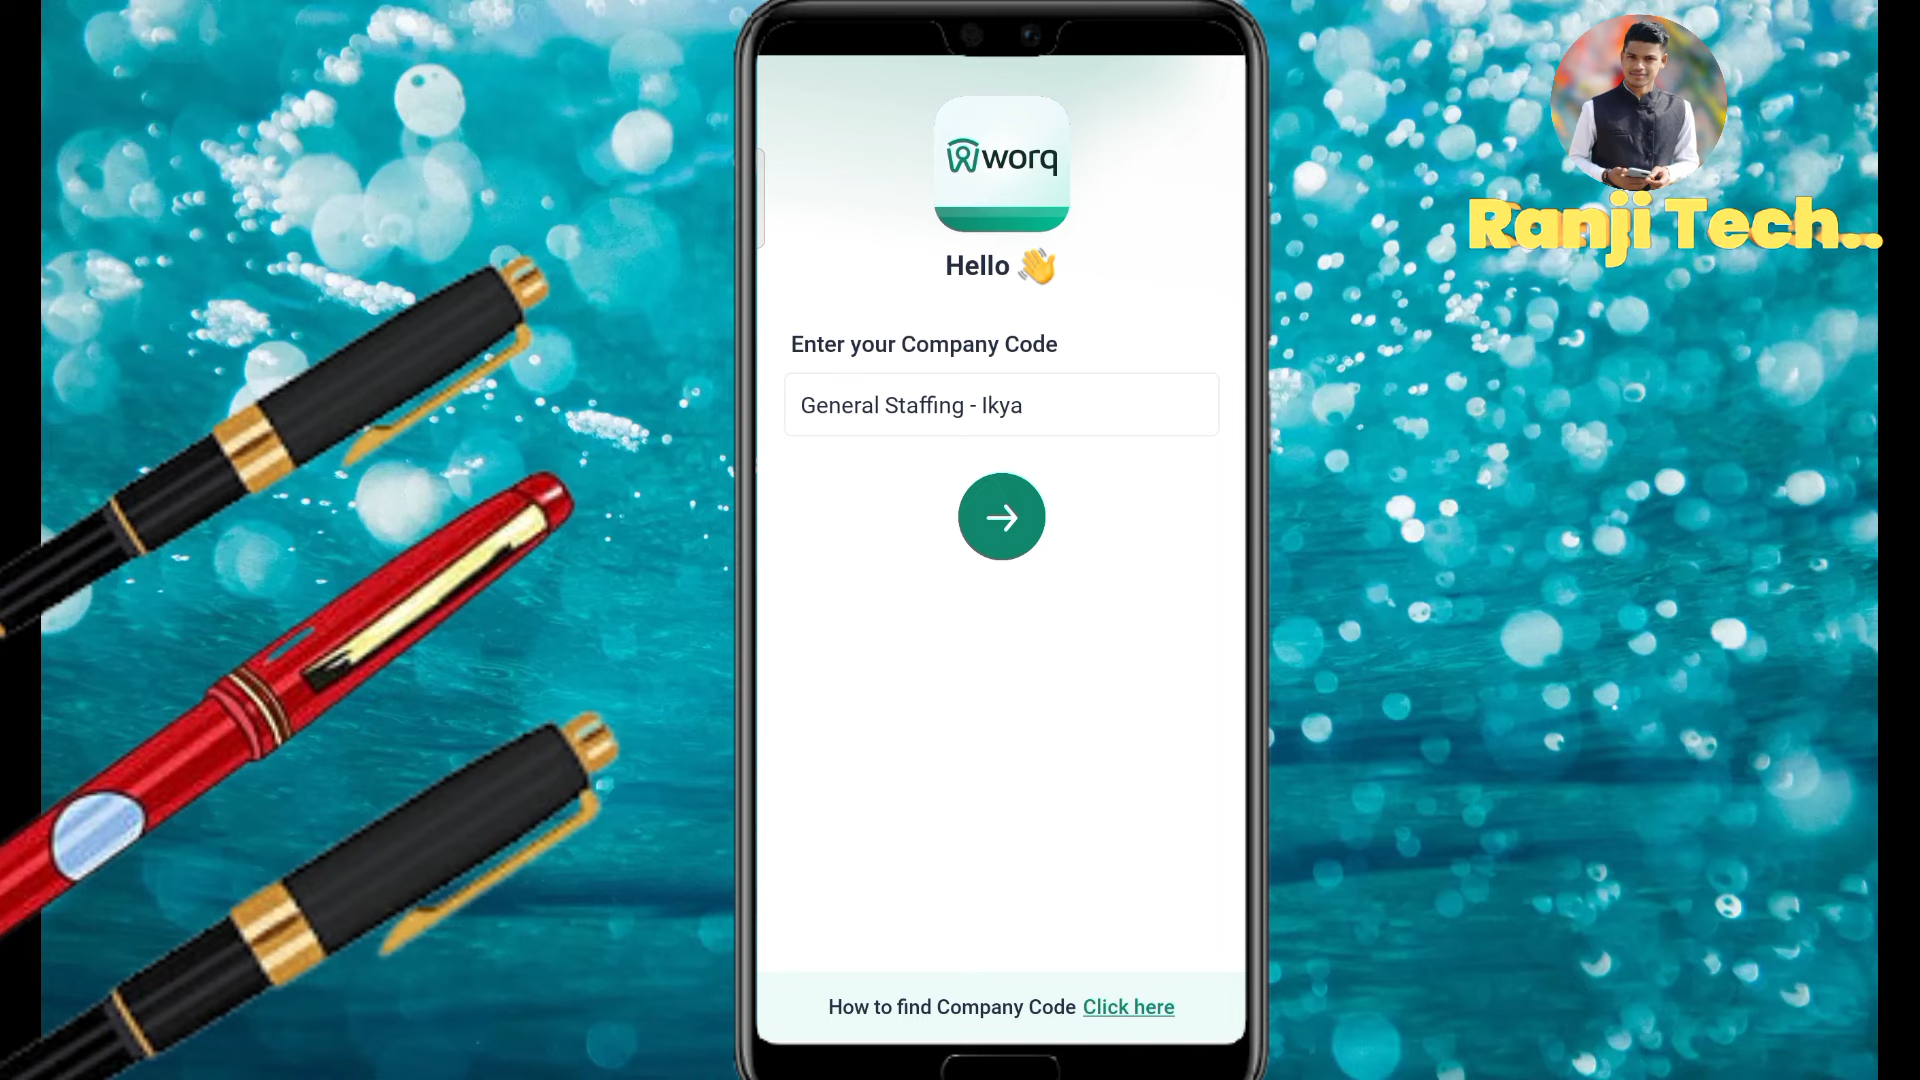 worq
Hello 👋
Enter your Company Code
General Staffing - Ikya
How to find Company Code Click here
Ranji Tech..